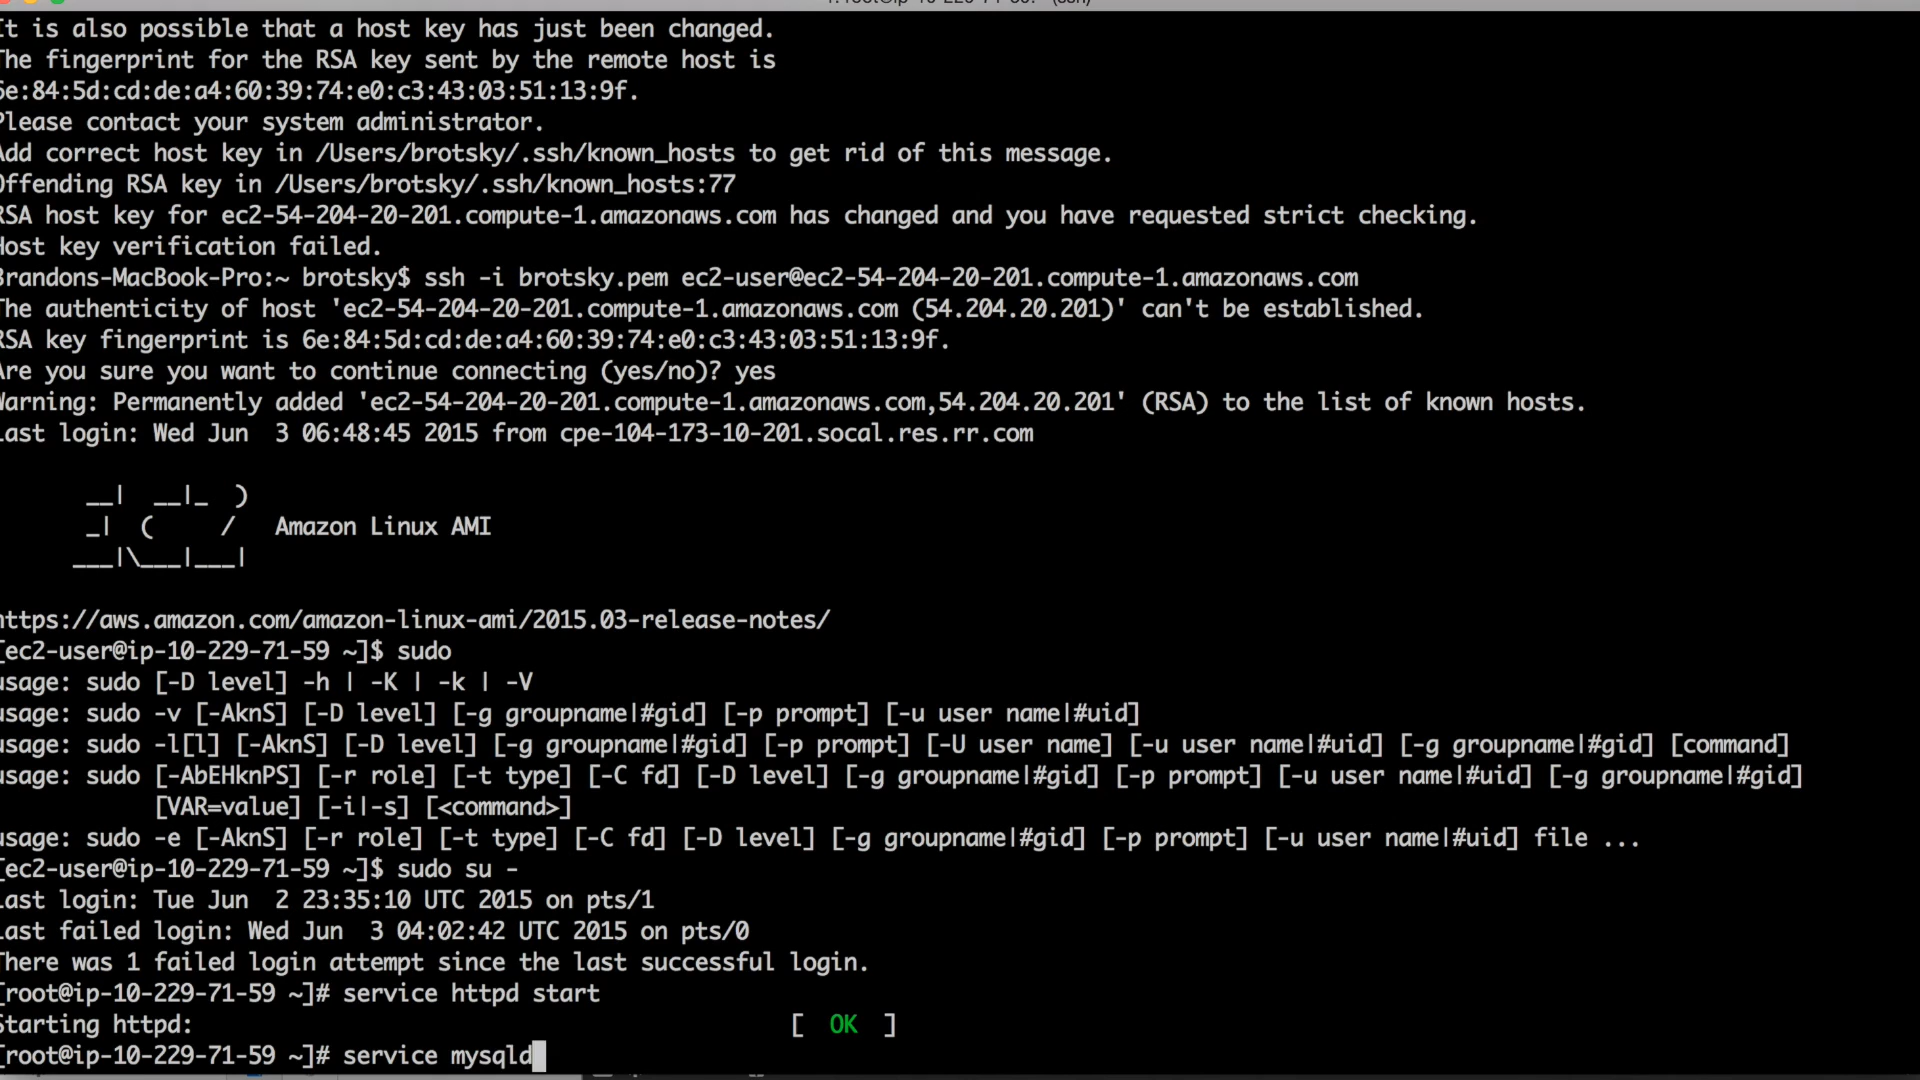 It is also possible that a host key has just been changed.
The fingerprint for the RSA key sent by the remote host is
6e:84:5d:cd:de:a4:60:39:74:e0:c3:43:03:51:13:9f.
Please contact your system administrator.
Add correct host key in /Users/brotsky/.ssh/known_hosts to get rid of this message.
Offending RSA key in /Users/brotsky/.ssh/known_hosts:77
RSA host key for ec2-54-204-20-201.compute-1.amazonaws.com has changed and you have requested strict checking.
Host key verification failed.
Brandons-MacBook-Pro:~ brotsky$ ssh -i brotsky.pem ec2-user@ec2-54-204-20-201.compute-1.amazonaws.com
The authenticity of host 'ec2-54-204-20-201.compute-1.amazonaws.com (54.204.20.201)' can't be established.
RSA key fingerprint is 6e:84:5d:cd:de:a4:60:39:74:e0:c3:43:03:51:13:9f.
Are you sure you want to continue connecting (yes/no)? yes
Warning: Permanently added 'ec2-54-204-20-201.compute-1.amazonaws.com,54.204.20.201' (RSA) to the list of known hosts.
Last login: Wed Jun  3 06:48:45 2015 from cpe-104-173-10-201.socal.res.rr.com
__|  __|_  )
_|  (     /   Amazon Linux AMI
___|\___|___|
https://aws.amazon.com/amazon-linux-ami/2015.03-release-notes/
[ec2-user@ip-10-229-71-59 ~]$ sudo
usage: sudo [-D level] -h | -K | -k | -V
usage: sudo -v [-AknS] [-D level] [-g groupname|#gid] [-p prompt] [-u user name|#uid]
usage: sudo -l[l] [-AknS] [-D level] [-g groupname|#gid] [-p prompt] [-U user name] [-u user name|#uid] [-g groupname|#gid] [command]
usage: sudo [-AbEHknPS] [-r role] [-t type] [-C fd] [-D level] [-g groupname|#gid] [-p prompt] [-u user name|#uid] [-g groupname|#gid]
[VAR=value] [-i|-s] [<command>]
usage: sudo -e [-AknS] [-r role] [-t type] [-C fd] [-D level] [-g groupname|#gid] [-p prompt] [-u user name|#uid] file ...
[ec2-user@ip-10-229-71-59 ~]$ sudo su -
Last login: Tue Jun  2 23:35:10 UTC 2015 on pts/1
Last failed login: Wed Jun  3 04:02:42 UTC 2015 on pts/0
There was 1 failed login attempt since the last successful login.
[root@ip-10-229-71-59 ~]# service httpd start
Starting httpd: [  OK  ]
[root@ip-10-229-71-59 ~]# service mysqld